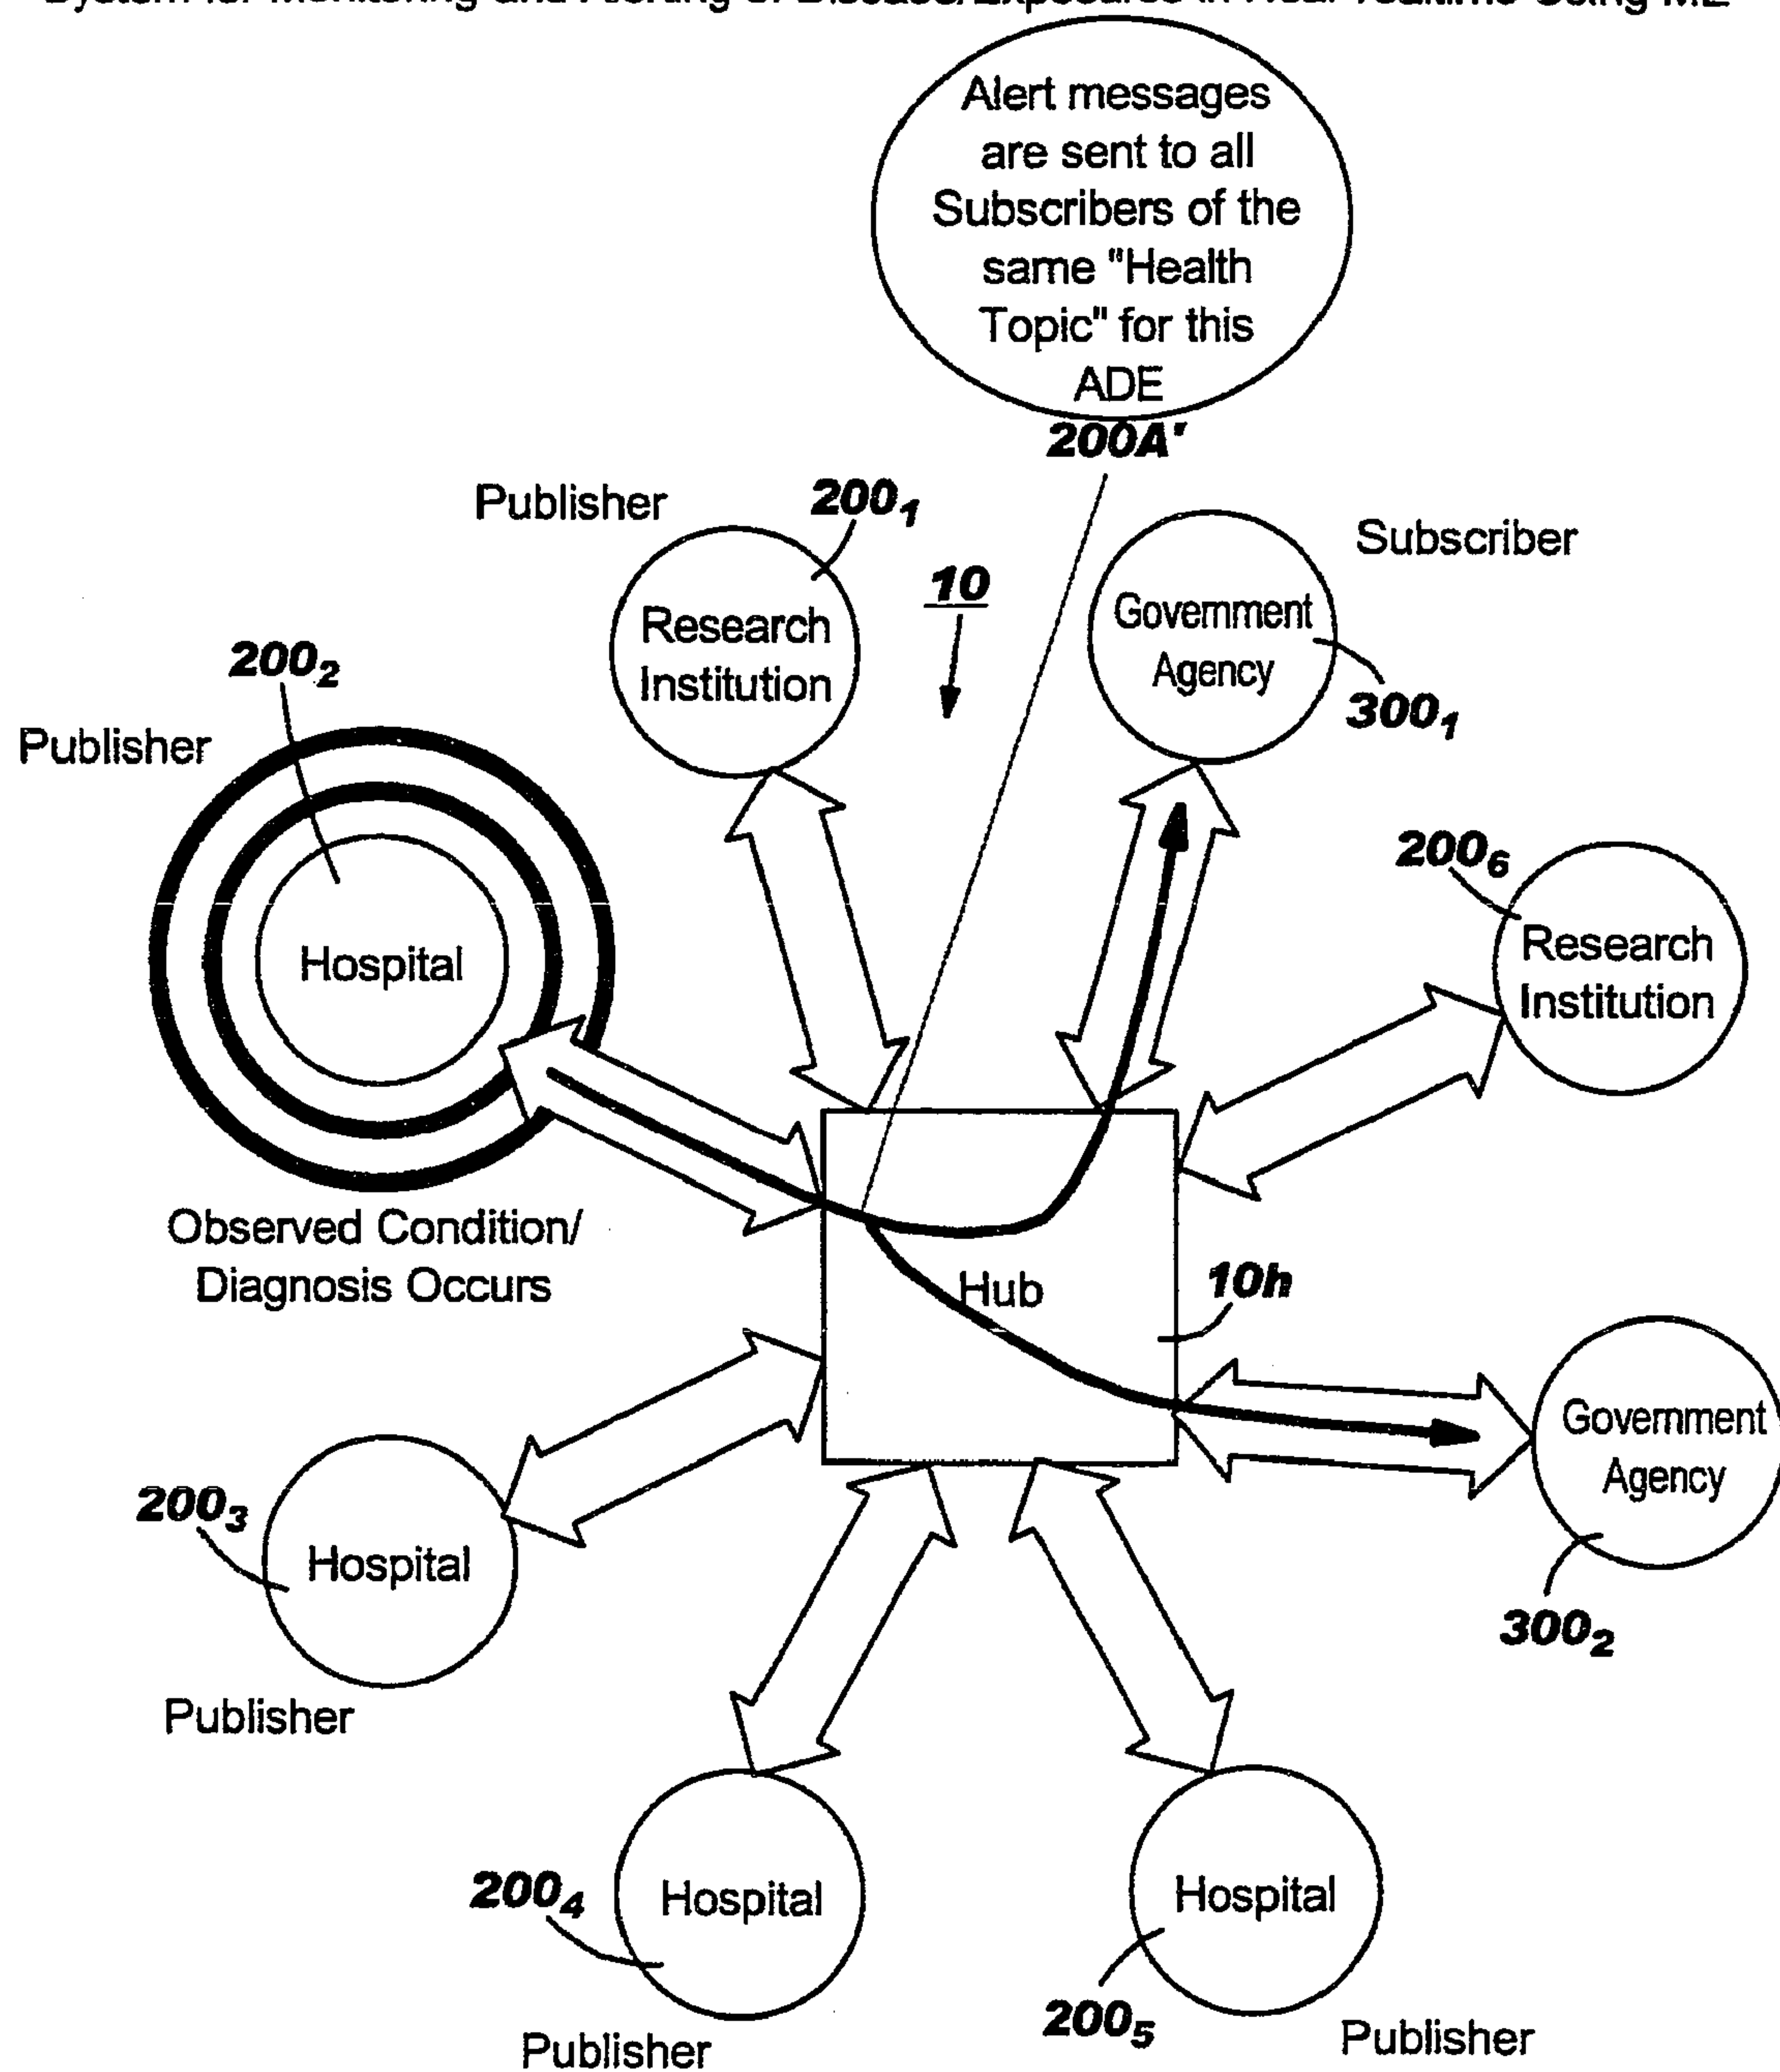 Alert messages
are sent to all
Subscribers of the
same "Health
Topic" for this
ADE
200A'
Publisher
200₁
Subscriber
10
Research
Institution
Government
Agency
300₁
200₂
Publisher
Hospital
200₆
Research
Institution
Observed Condition/
Diagnosis Occurs
Hub
10h
Government
Agency
300₂
200₃
Hospital
Publisher
200₄
Hospital
Publisher
Hospital
200₅
Publisher